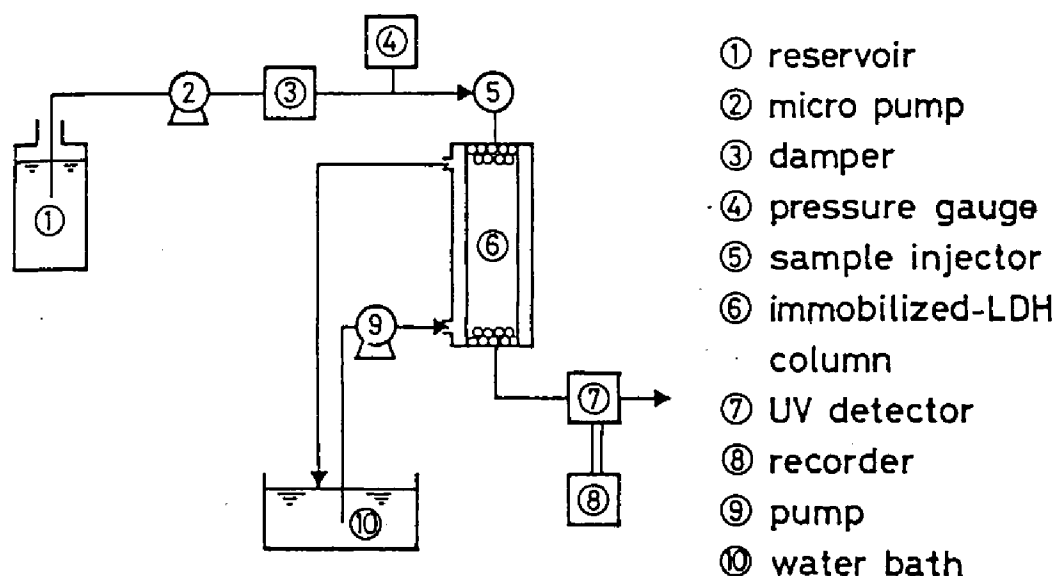 ④
② ③ ⑤
①
⑥
⑨
⑦
⑩ ⑧
① reservoir
② micro pump
③ damper
④ pressure gauge
⑤ sample injector
⑥ immobilized-LDH
column
⑦ UV detector
⑧ recorder
⑨ pump
⑩ water bath